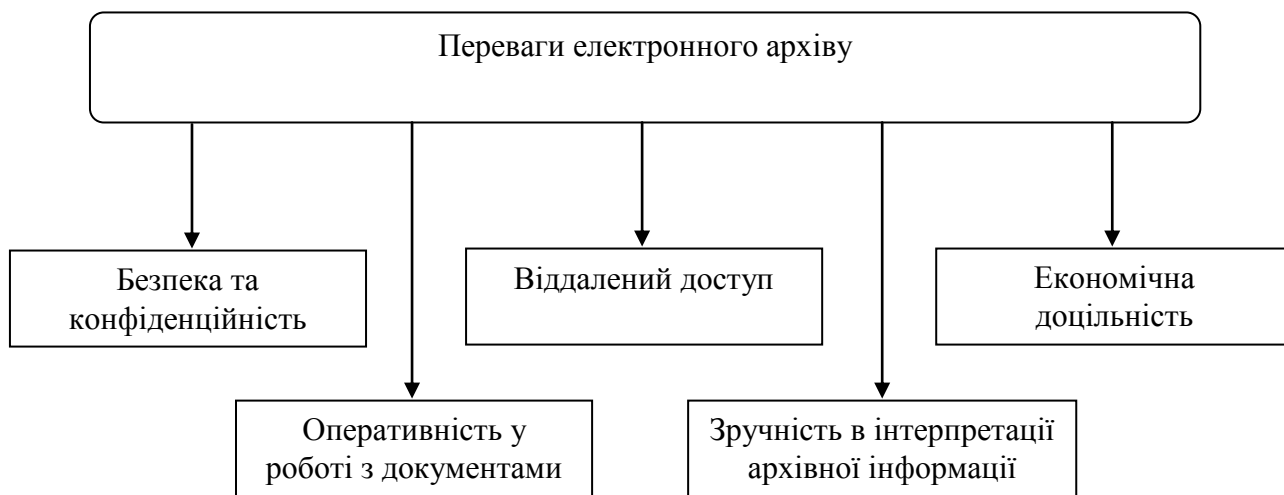 Переваги електронного архіву
Безпека та
конфіденційність
Віддалений доступ
Економічна
доцільність
Оперативність у
роботі з документами
Зручність в інтерпретації
архівної інформації